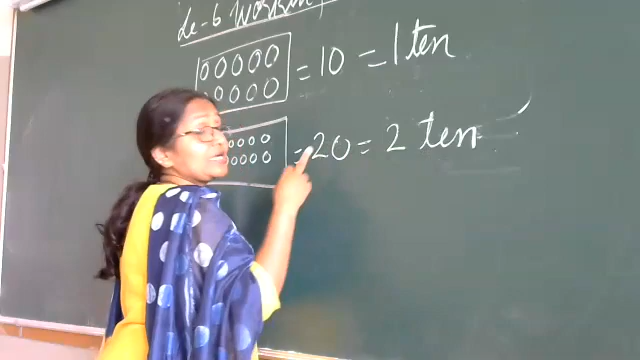 = 10 = 1 ten
= 20 = 2 ten